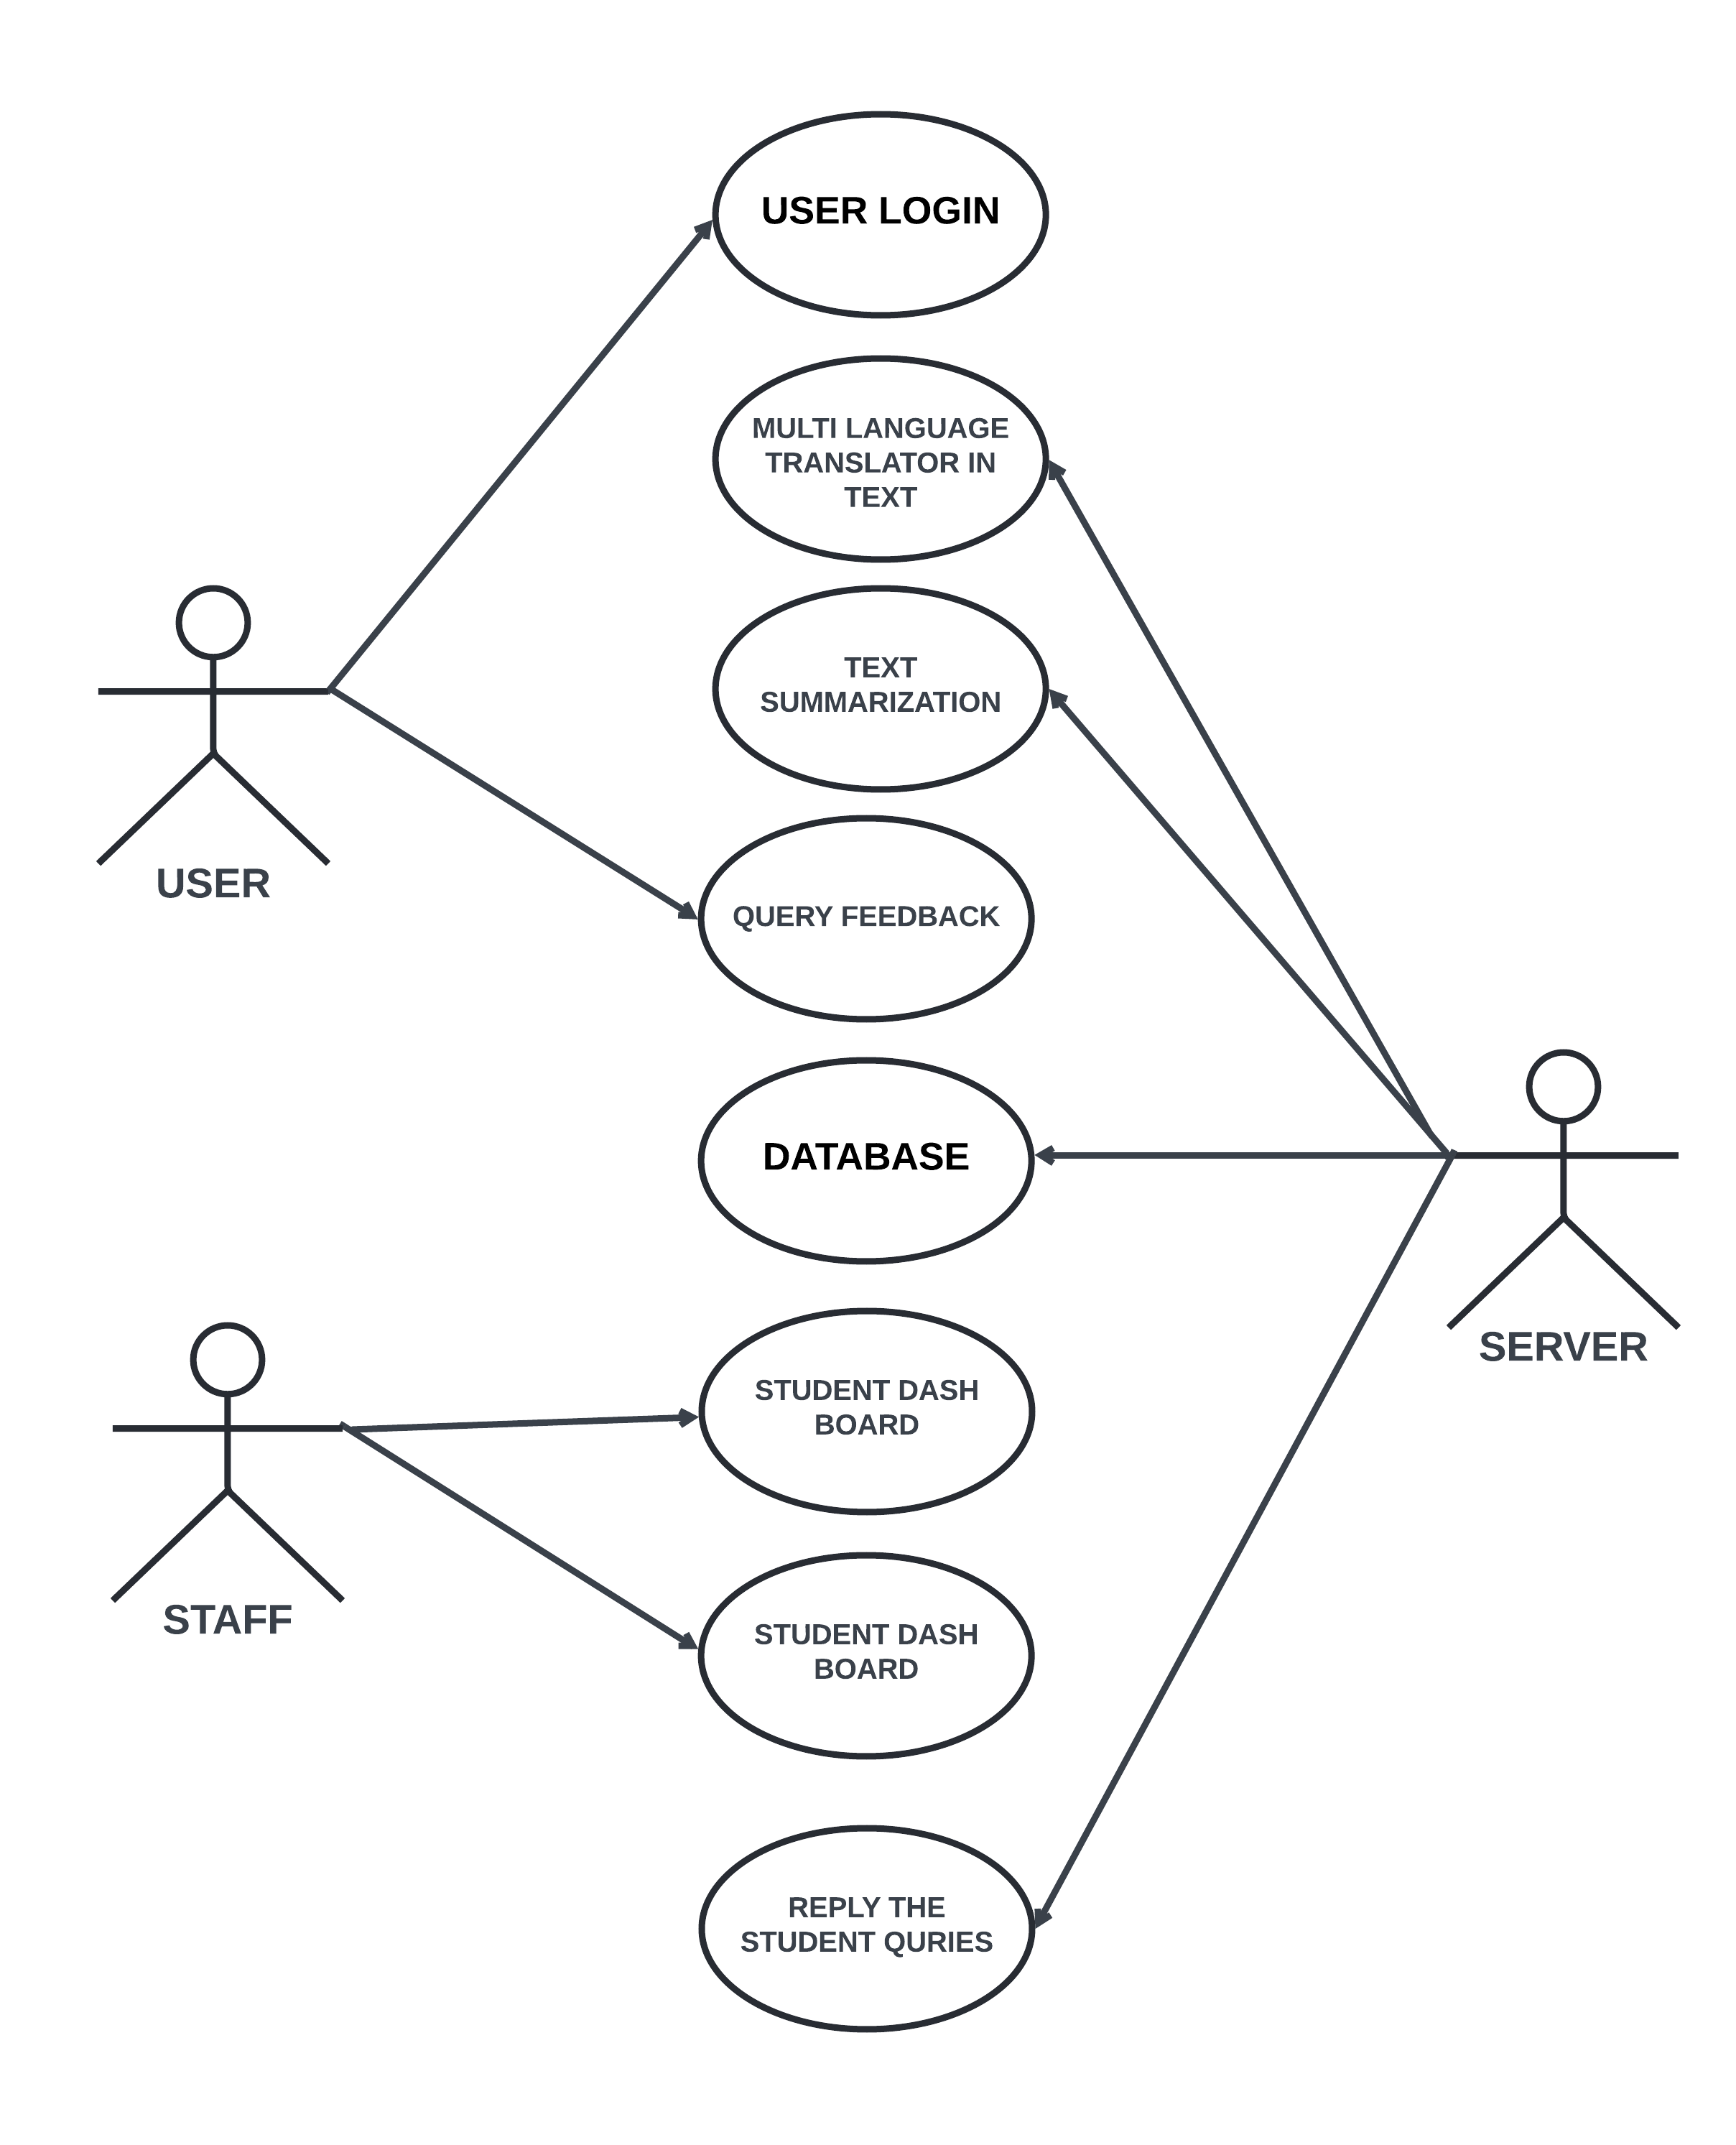 USER LOGIN
MULTI LANGUAGE
TRANSLATOR IN
TEXT
TEXT
SUMMARIZATION
USER
QUERY FEEDBACK
DATABASE
SERVER
STUDENT DASH
BOARD
STAFF
STUDENT DASH
BOARD
REPLY THE
STUDENT QURIES